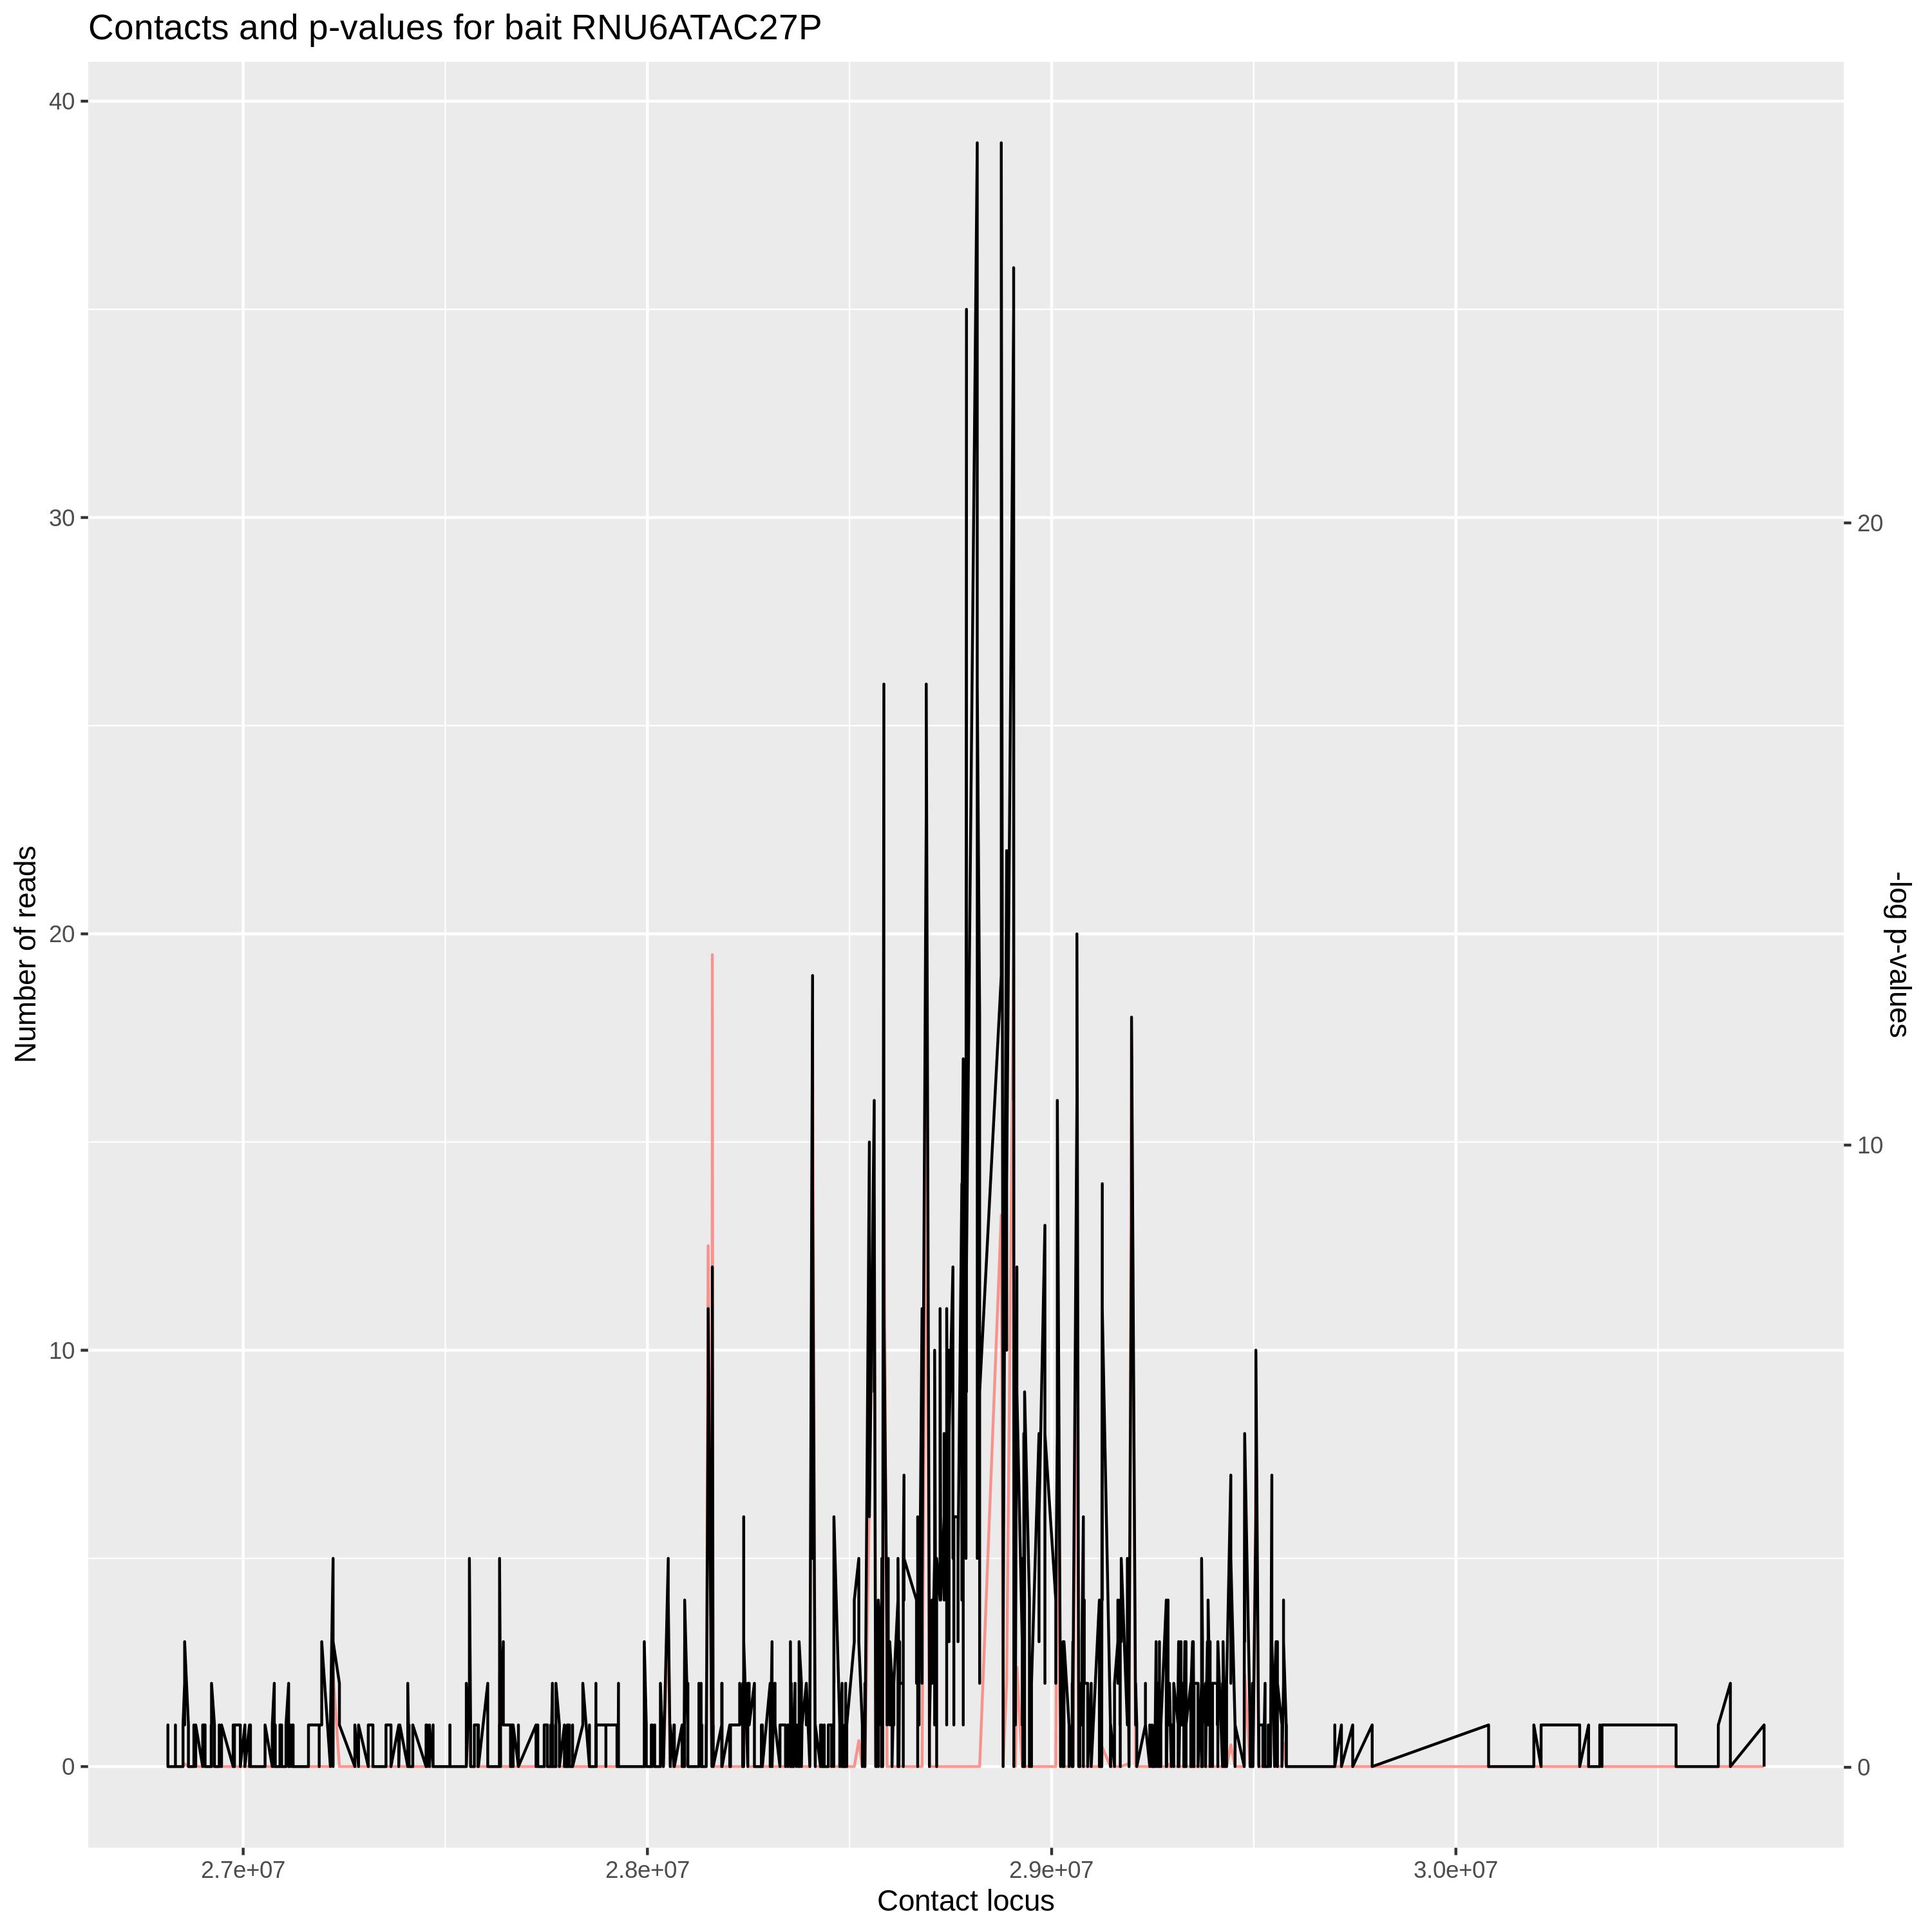 Contacts and p-values for bait RNU6ATAC27P
40
30
20
10
0
Number of reads
20
10
0
-log p-values
2.7e+07 2.8e+07 2.9e+07 3.0e+07
Contact locus